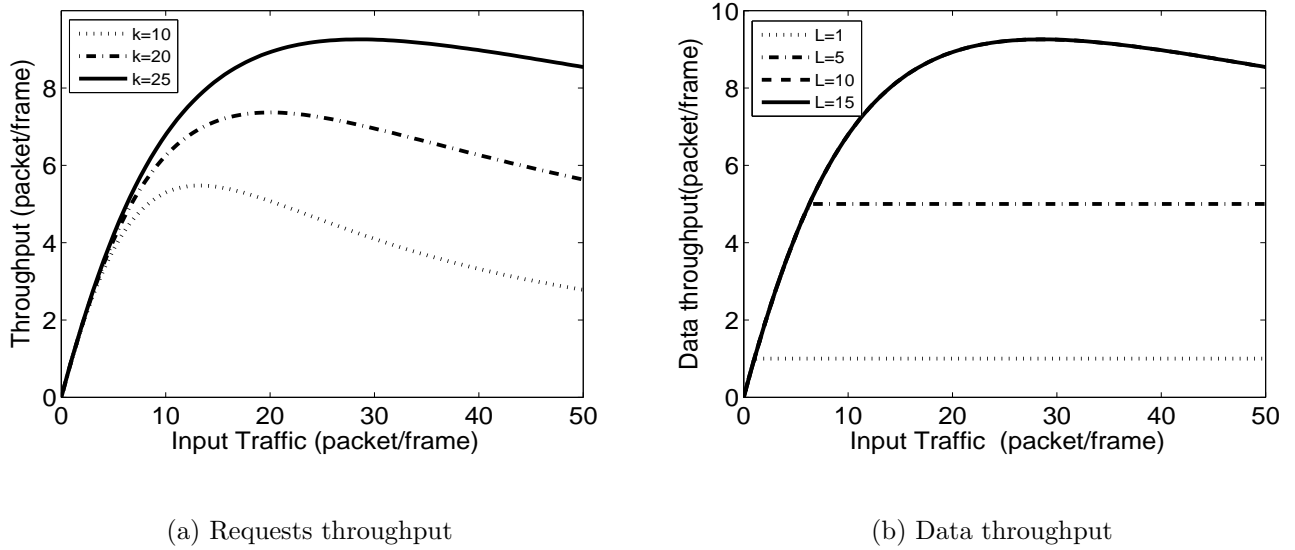 k=10
k=20
k=25
8
6
4
2
0
0 10 20 30 40 50
Throughput (packet/frame)
Input Traffic (packet/frame)
(a) Requests throughput
L=1
L=5
L=10
L=15
10
8
6
4
2
0
0 10 20 30 40 50
Data throughput(packet/frame)
Input Traffic (packet/frame)
(b) Data throughput